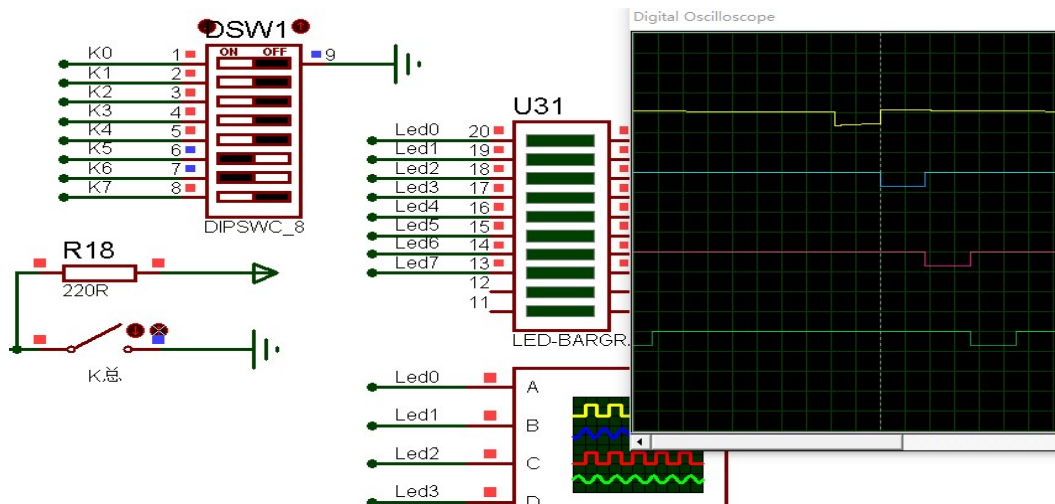 DSW1
ON OFF
K0 1
K1 2
K2 3
K3 4
K4 5
K5 6
K6 7
K7 8
9
DIPSWC_8
R18
220R
K总
U31
Led0 20
Led1 19
Led2 18
Led3 17
Led4 16
Led5 15
Led6 14
Led7 13
12
11
LED-BARGR
Led0 A
Led1 B
Led2 C
Led3 D
Digital Oscilloscope